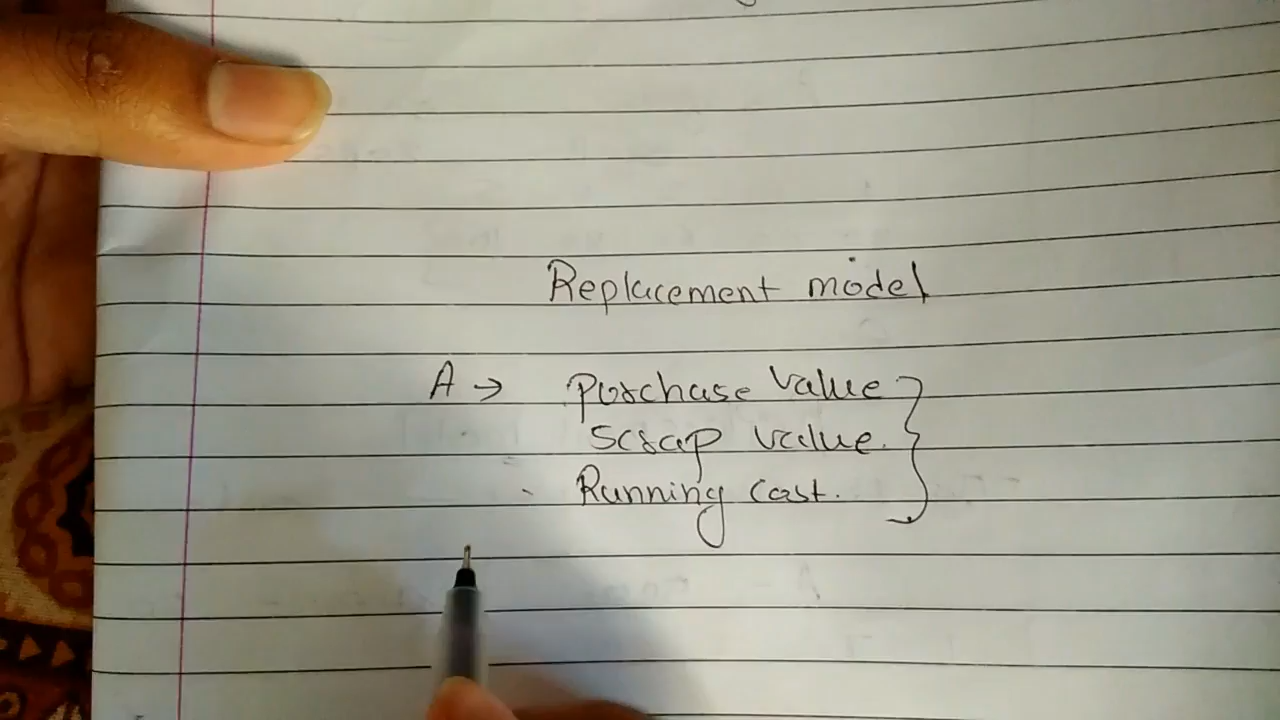 Replacement model
A → Purchase Value
Scrap value.
Running Cost.